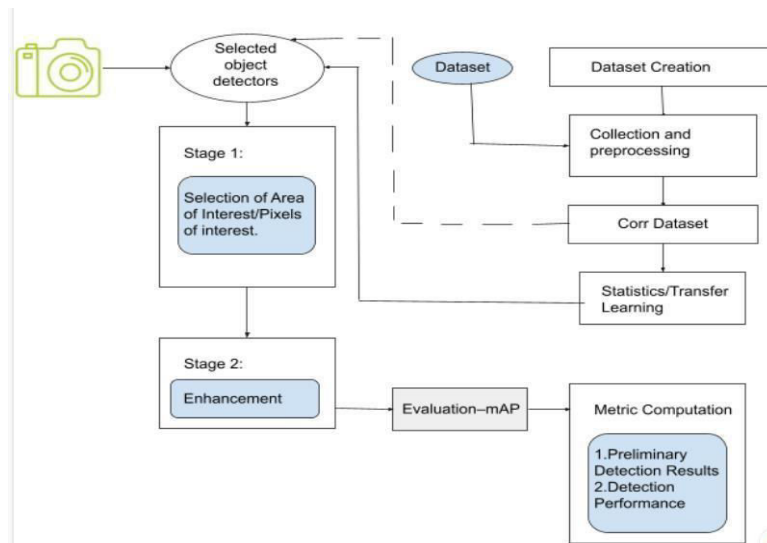 Selected
object
detectors
Dataset
Dataset Creation
Collection and
preprocessing
Stage 1:
Selection of Area
of Interest/Pixels
of interest.
Corr Dataset
Statistics/Transfer
Learning
Stage 2:
Enhancement
Evaluation–mAP
Metric Computation
1.Preliminary
Detection Results
2.Detection
Performance